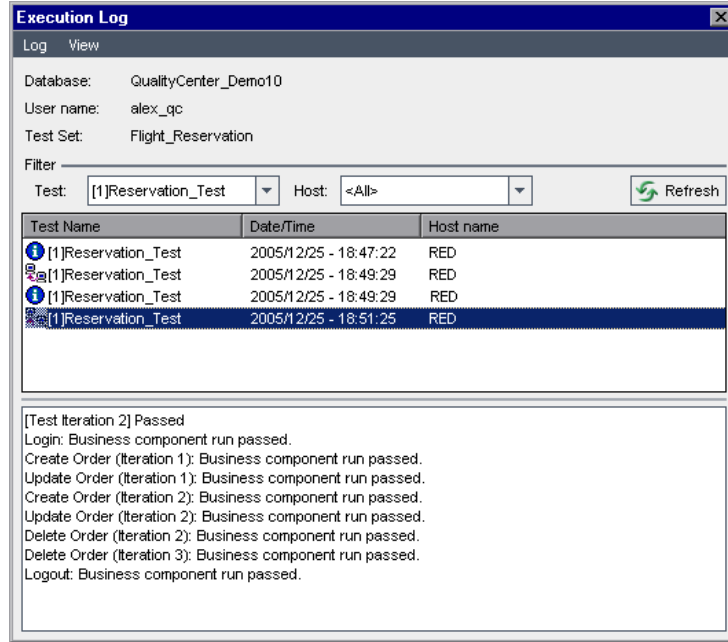 Execution Log
Log View
Database: QualityCenter_Demo10
User name: alex_qc
Test Set: Flight_Reservation
Filter
Test: [1]Reservation_Test Host: <All> Refresh
Test Name Date/Time Host name
[1]Reservation_Test 2005/12/25 - 18:47:22 RED
[1]Reservation_Test 2005/12/25 - 18:49:29 RED
[1]Reservation_Test 2005/12/25 - 18:49:29 RED
[1]Reservation_Test 2005/12/25 - 18:51:25 RED
[Test Iteration 2] Passed
Login: Business component run passed.
Create Order (Iteration 1): Business component run passed.
Update Order (Iteration 1): Business component run passed.
Create Order (Iteration 2): Business component run passed.
Update Order (Iteration 2): Business component run passed.
Delete Order (Iteration 2): Business component run passed.
Delete Order (Iteration 3): Business component run passed.
Logout: Business component run passed.